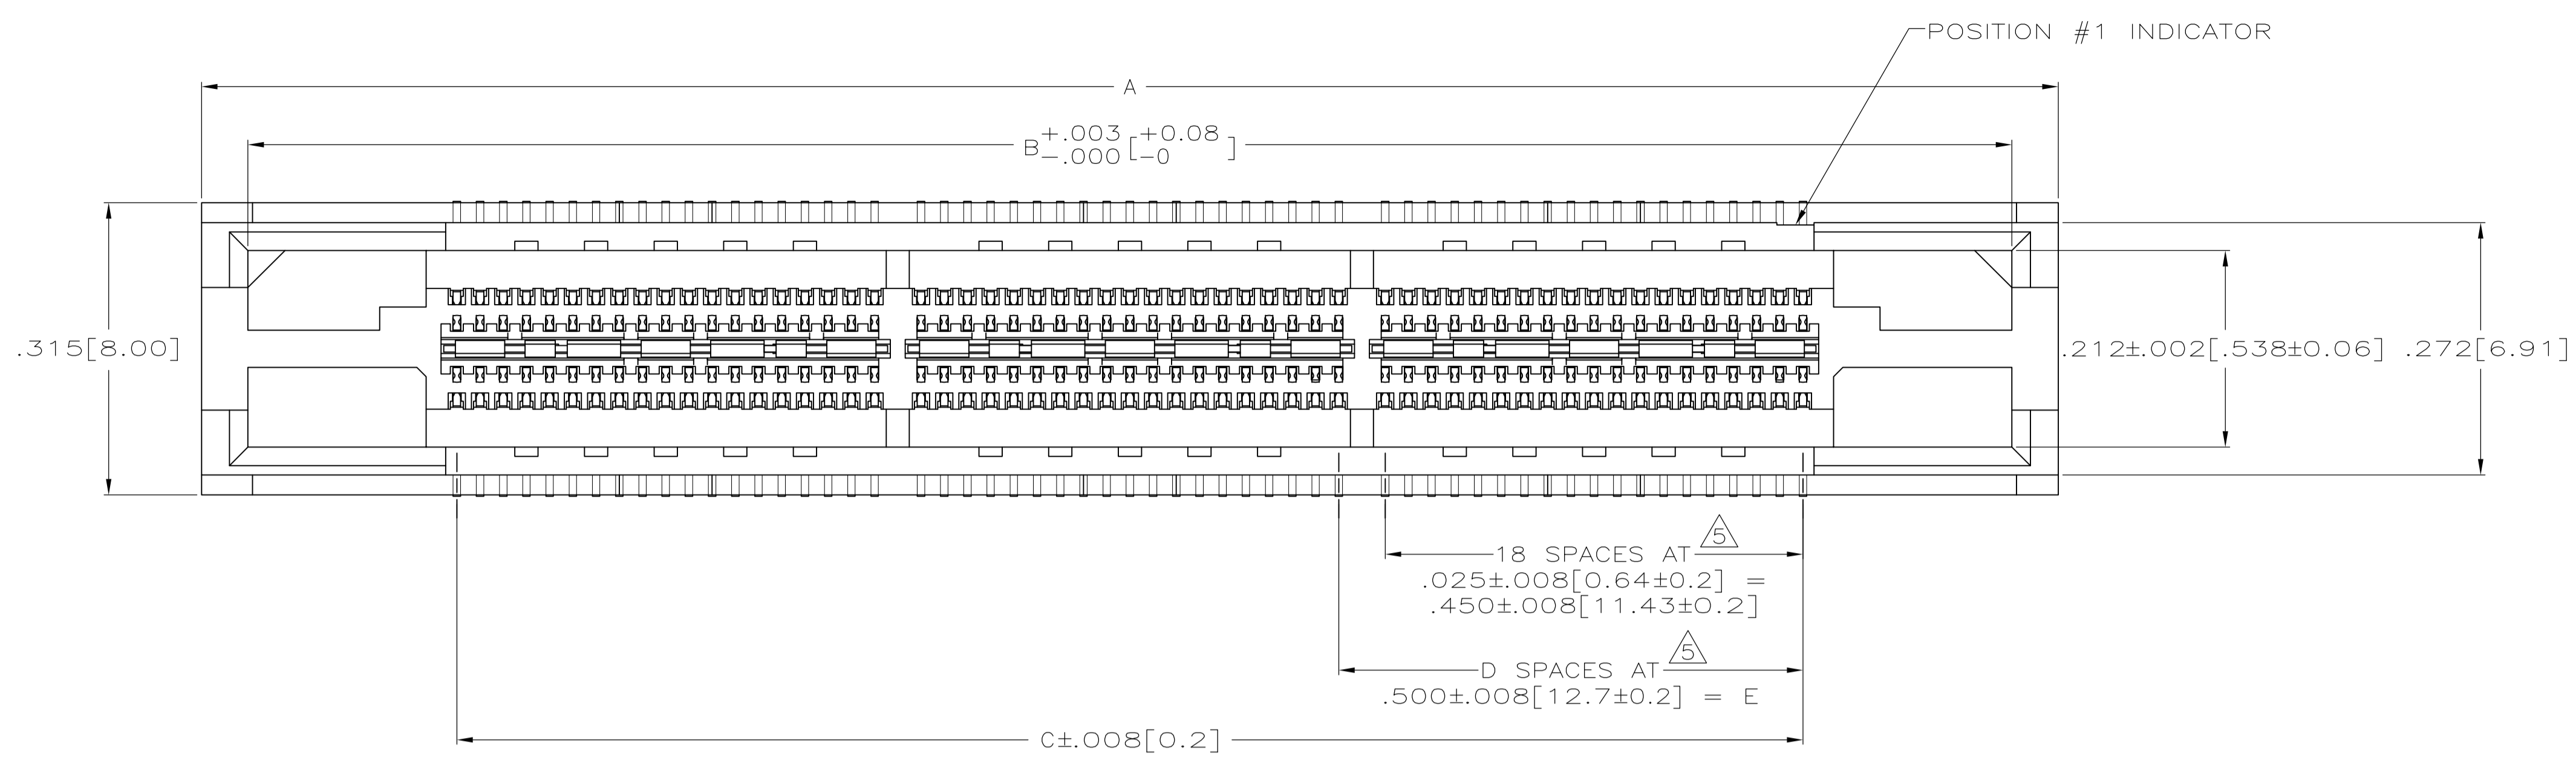 POSITION #1 INDICATOR
A
B +.003 [+0.08
-.000 -0 ]
.315[8.00]
.212±.002[.538±0.06]
.272[6.91]
5
18 SPACES AT
.025±.008[0.64±0.2] =
.450±.008[11.43±0.2]
5
D SPACES AT
.500±.008[12.7±0.2] = E
C±.008[0.2]